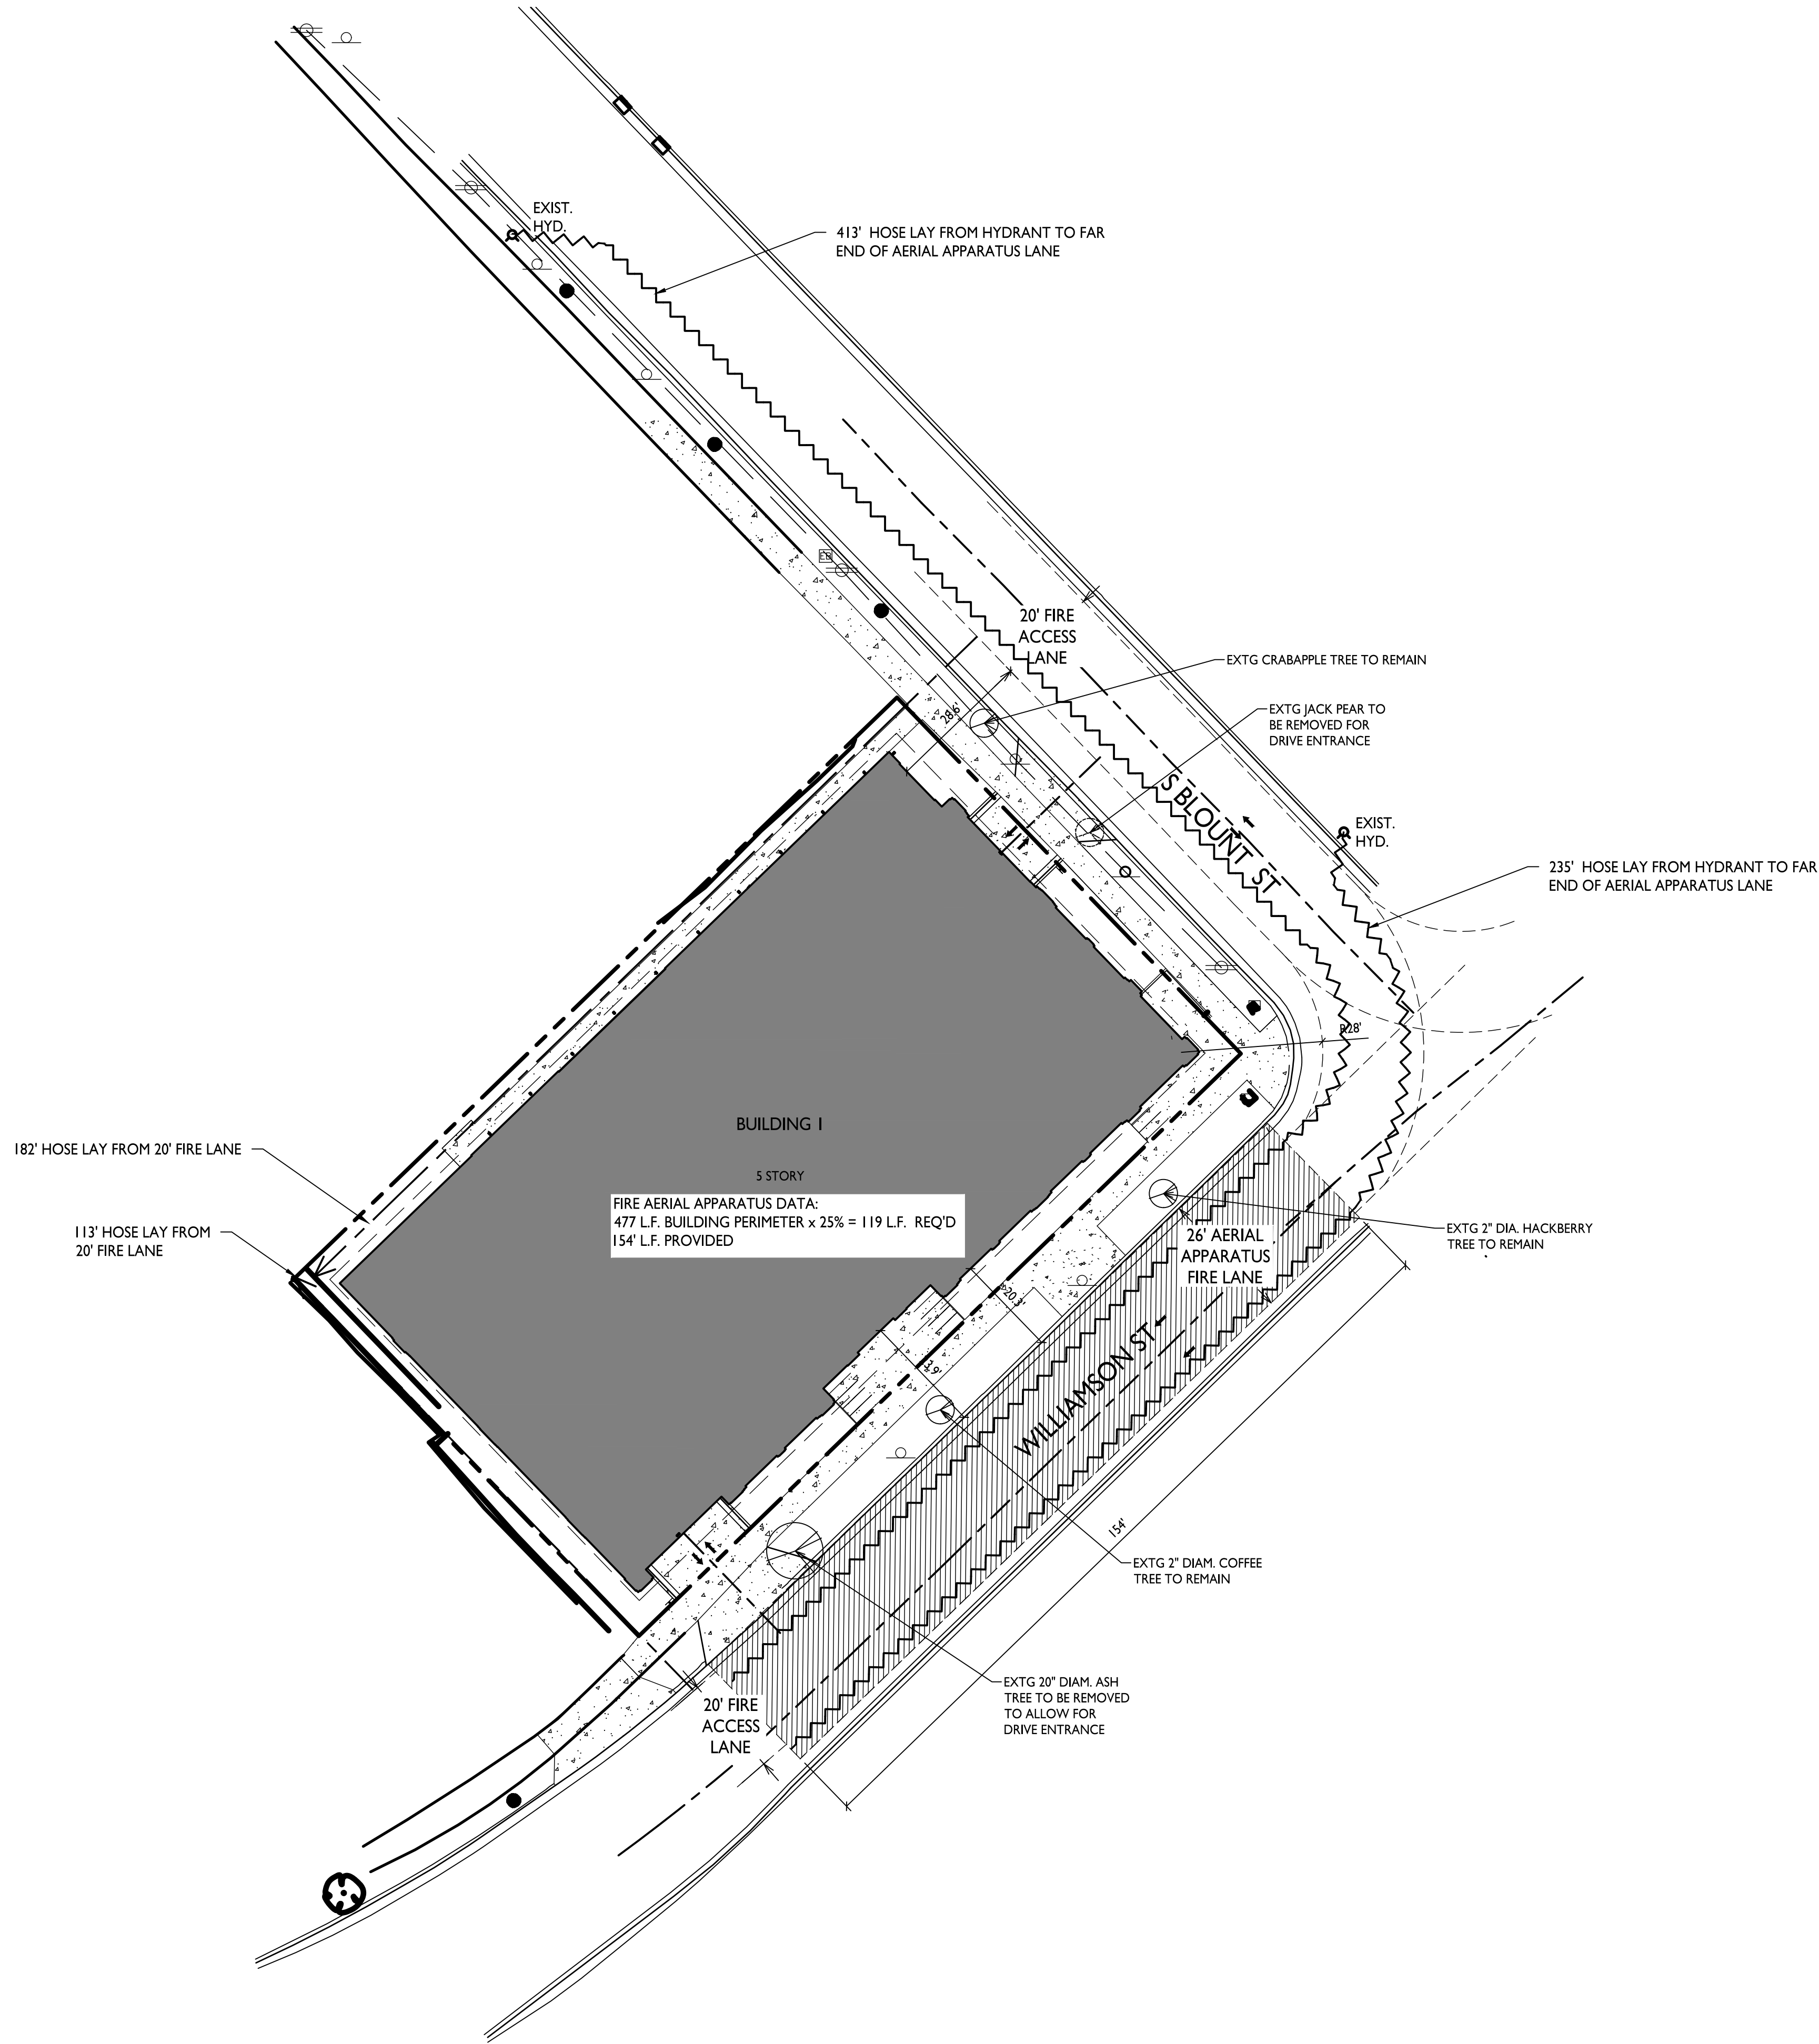 EXIST.
HYD.
413' HOSE LAY FROM HYDRANT TO FAR
END OF AERIAL APPARATUS LANE
20' FIRE
ACCESS
LANE
EXTG CRABAPPLE TREE TO REMAIN
28.6'
EXTG JACK PEAR TO
BE REMOVED FOR
DRIVE ENTRANCE
S BLOUNT ST
EXIST.
HYD.
235' HOSE LAY FROM HYDRANT TO FAR
END OF AERIAL APPARATUS LANE
R28'
BUILDING 1
5 STORY
FIRE AERIAL APPARATUS DATA:
477 L.F. BUILDING PERIMETER x 25% = 119 L.F. REQ'D
154' L.F. PROVIDED
182' HOSE LAY FROM 20' FIRE LANE
113' HOSE LAY FROM
20' FIRE LANE
26' AERIAL
APPARATUS
FIRE LANE
EXTG 2" DIA. HACKBERRY
TREE TO REMAIN
20.3'
WILLIAMSON ST
154'
EXTG 2" DIAM. COFFEE
TREE TO REMAIN
EXTG 20" DIAM. ASH
TREE TO BE REMOVED
TO ALLOW FOR
DRIVE ENTRANCE
20' FIRE
ACCESS
LANE